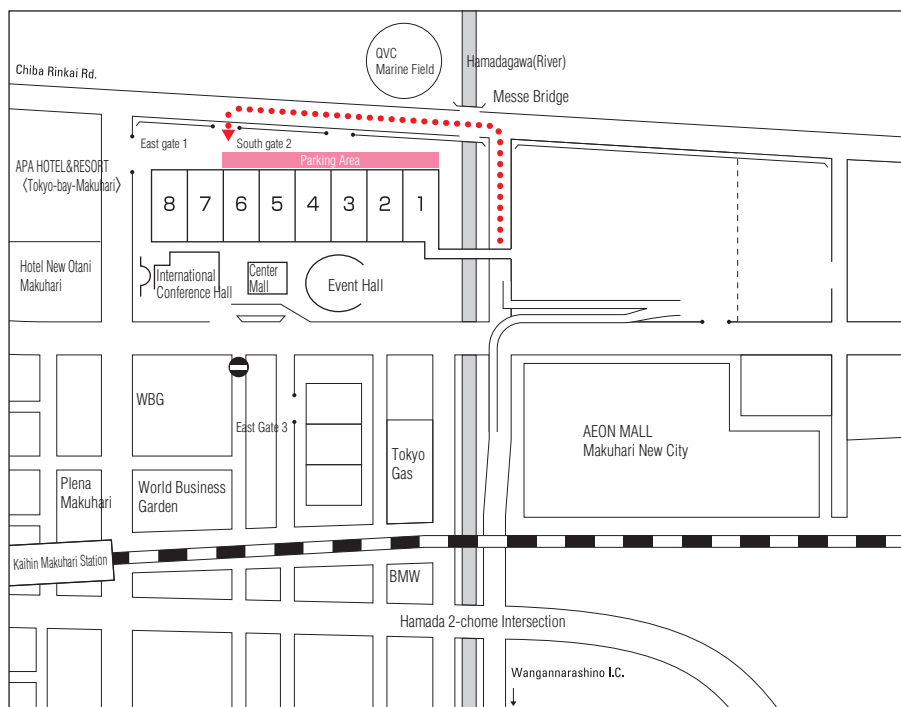 QVC
Marine Field
Hamadagawa(River)
Chiba Rinkai Rd.
Messe Bridge
East gate 1
South gate 2
Parking Area
APA HOTEL&RESORT
〈Tokyo-bay-Makuhari〉
8 7 6 5 4 3 2 1
Hotel New Otani
Makuhari
International
Conference Hall
Center
Mall
Event Hall
WBG
East Gate 3
AEON MALL
Makuhari New City
Tokyo
Gas
Plena
Makuhari
World Business
Garden
Kaihin Makuhari Station
BMW
Hamada 2-chome Intersection
Wangannarashino I.C.